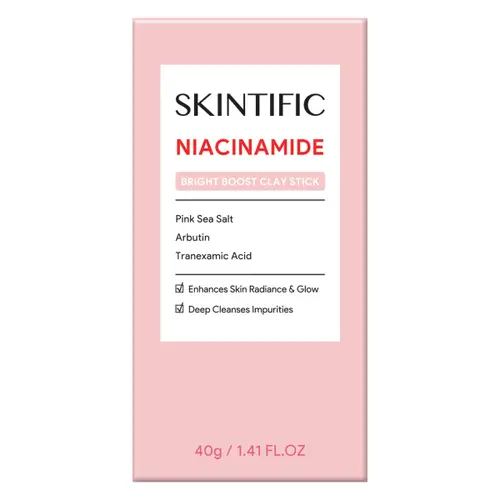 SKINTIFIC
NIACINAMIDE
BRIGHT BOOST CLAY STICK
Pink Sea Salt
Arbutin
Tranexamic Acid
☑ Enhances Skin Radiance & Glow
☑ Deep Cleanses Impurities
40g / 1.41 FL.OZ